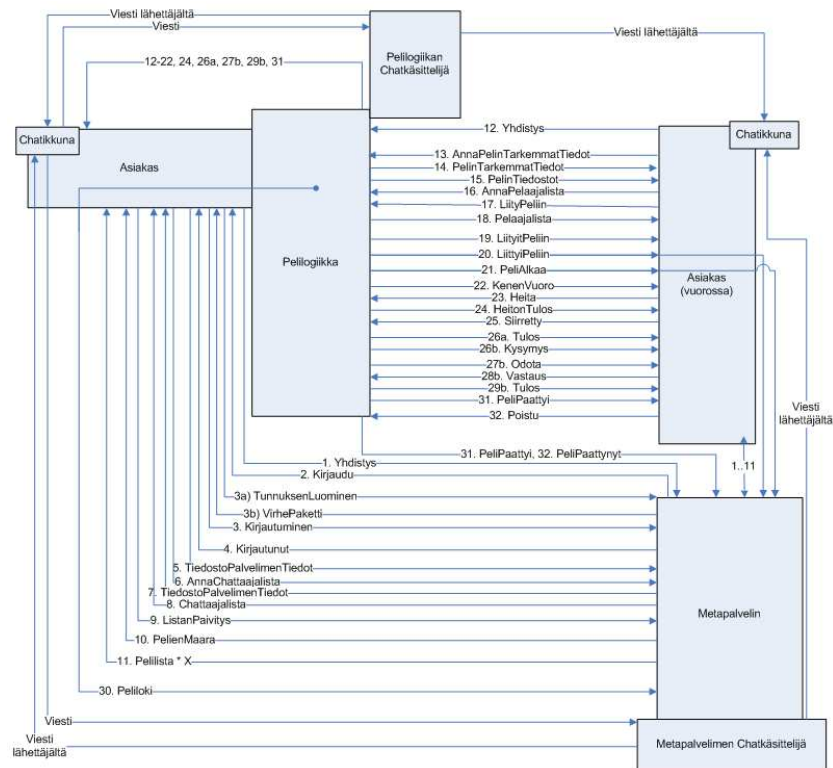 Viesti lähettäjältä
Viesti
Pelilogiikan
Chatkäsittelijä
Viesti lähettäjältä
12-22, 24, 26a, 27b, 29b, 31
Chatikkuna
Asiakas
12. Yhdistys
Chatikkuna
13. AnnaPelinTarkemmatTiedot
14. PelinTarkemmatTiedot
15. PelinTiedostot
16. AnnaPelaajalista
17. LiityPeliin
18. Pelaajalista
19. LiityitPeliin
20. LiittyiPeliin
21. PeliAlkaa
22. KenenVuoro
23. Heita
24. HeitonTulos
25. Siirretty
26a. Tulos
26b. Kysymys
27b. Odota
28b. Vastaus
29b. Tulos
31. PeliPaattyi
32. Poistu
Pelilogiikka
Asiakas
(vuorossa)
Viesti
lähettäjältä
31. PeliPaattyi, 32. PeliPaattynyt
1..11
1. Yhdistys
2. Kirjaudu
3a) TunnuksenLuominen
3b) VirhePaketti
3. Kirjautuminen
4. Kirjautunut
5. TiedostoPalvelimenTiedot
6. AnnaChattaajalista
7. TiedostoPalvelimenTiedot
8. Chattaajalista
9. ListanPaivitys
10. PelienMaara
11. Pelilista * X
30. Peliloki
Metapalvelin
Viesti
Viesti
lähettäjältä
Metapalvelimen Chatkäsittelijä